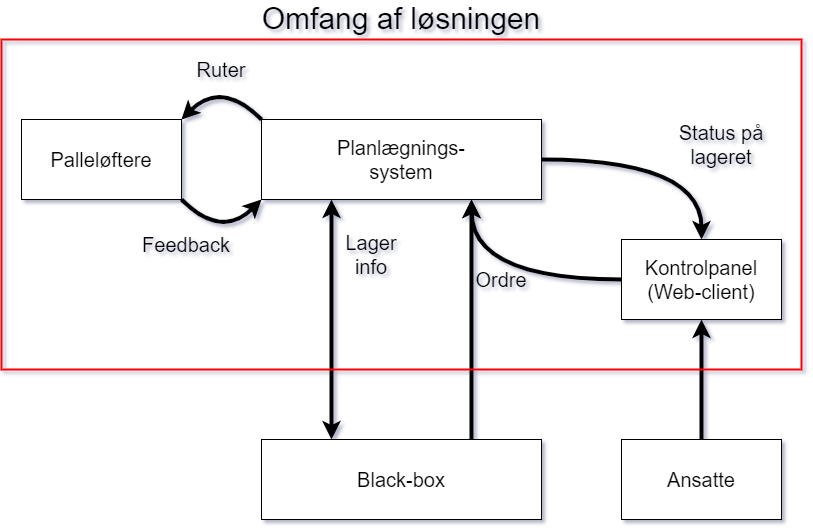 Omfang af løsningen
Ruter
Palleløftere
Planlægnings-
system
Status på
lageret
Feedback
Lager
info
Ordre
Kontrolpanel
(Web-client)
Black-box
Ansatte